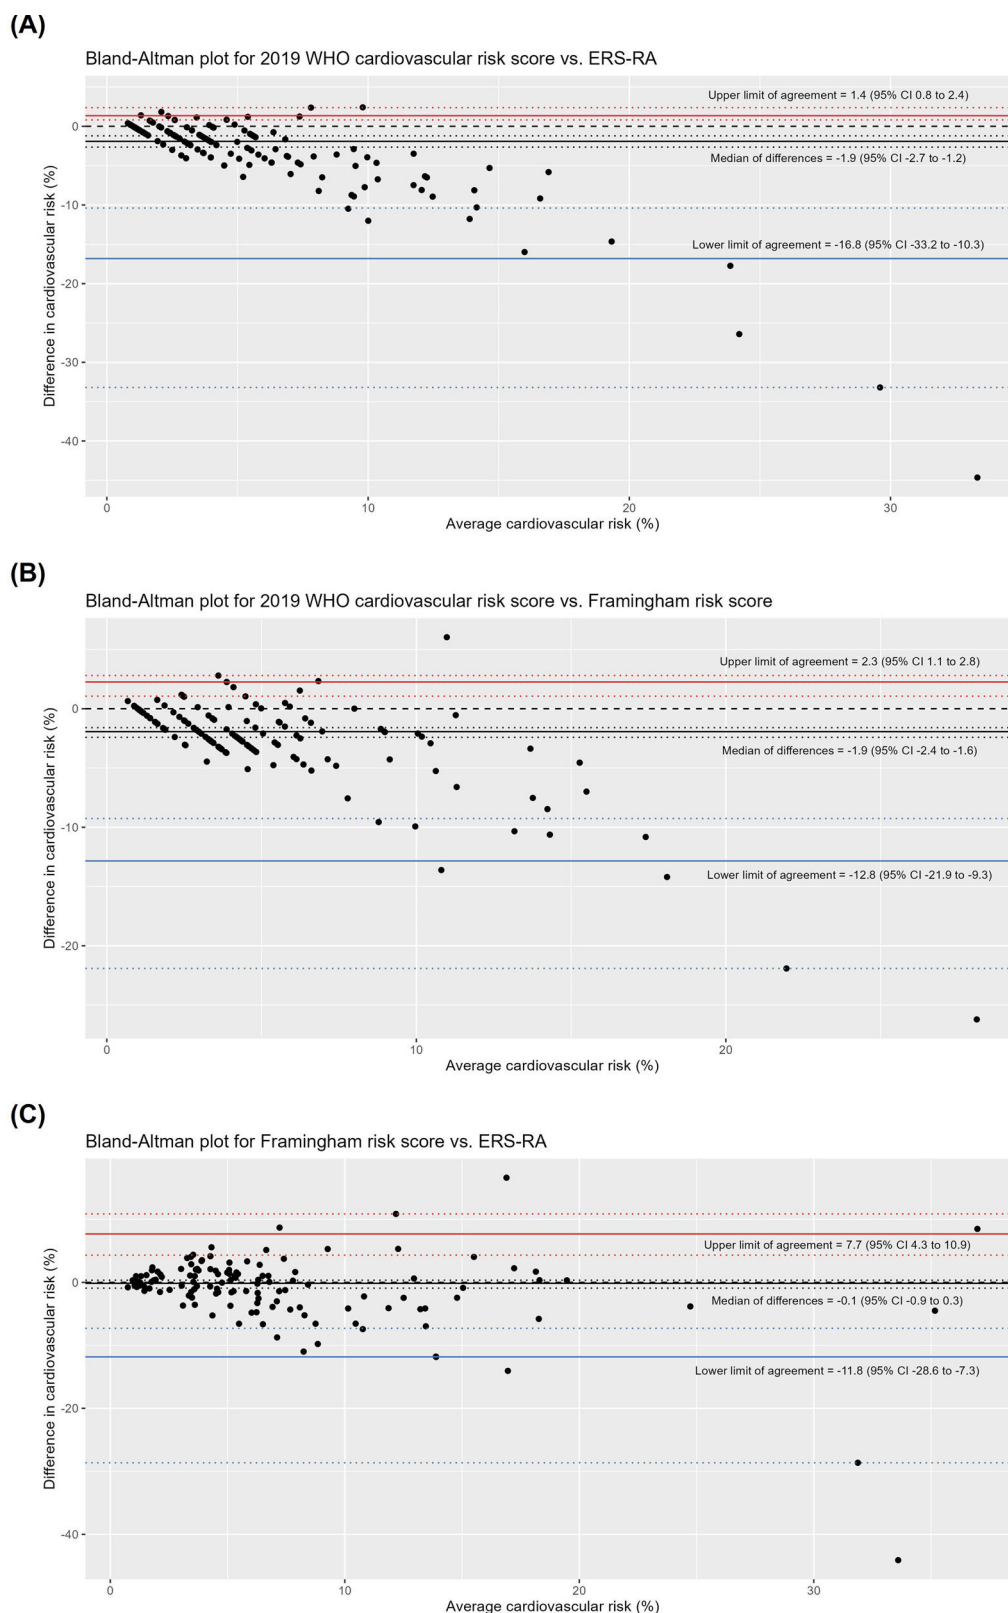 (A)
Bland-Altman plot for 2019 WHO cardiovascular risk score vs. ERS-RA
Upper limit of agreement = 1.4 (95% CI 0.8 to 2.4)
0
Median of differences = -1.9 (95% CI -2.7 to -1.2)
-10
Lower limit of agreement = -16.8 (95% CI -33.2 to -10.3)
-20
-30
-40
Difference in cardiovascular risk (%)
0 10 20 30
Average cardiovascular risk (%)
(B)
Bland-Altman plot for 2019 WHO cardiovascular risk score vs. Framingham risk score
Upper limit of agreement = 2.3 (95% CI 1.1 to 2.8)
0
Median of differences = -1.9 (95% CI -2.4 to -1.6)
-10
Lower limit of agreement = -12.8 (95% CI -21.9 to -9.3)
-20
Difference in cardiovascular risk (%)
0 10 20
Average cardiovascular risk (%)
(C)
Bland-Altman plot for Framingham risk score vs. ERS-RA
Upper limit of agreement = 7.7 (95% CI 4.3 to 10.9)
0
Median of differences = -0.1 (95% CI -0.9 to 0.3)
Lower limit of agreement = -11.8 (95% CI -28.6 to -7.3)
-20
-40
Difference in cardiovascular risk (%)
0 10 20 30
Average cardiovascular risk (%)